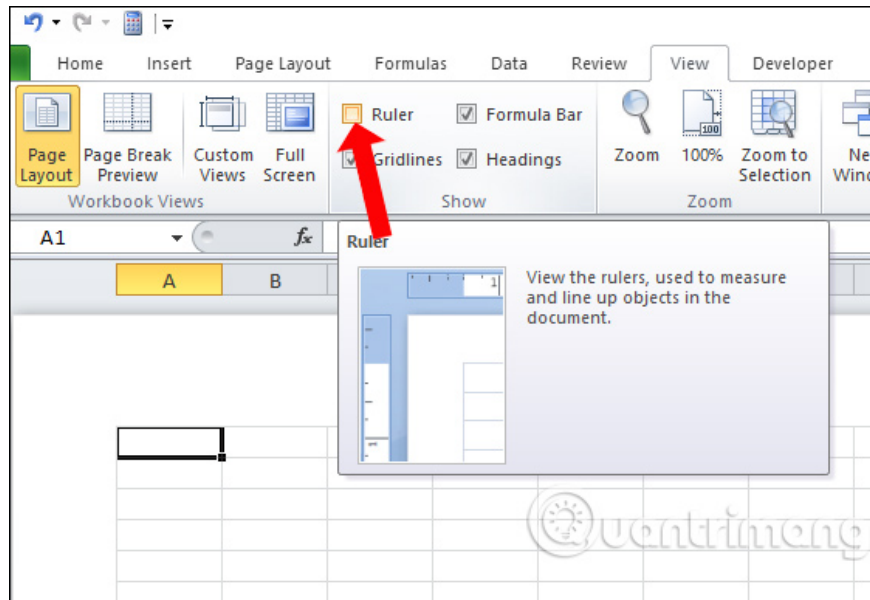 Home Insert Page Layout Formulas Data Review View Developer
Ruler Formula Bar
Gridlines Headings
Page Layout
Page Break Preview
Custom Views
Full Screen
Zoom
100%
100
Zoom to Selection
Workbook Views Show Zoom
A1 fx
Ruler
A B
1
View the rulers, used to measure
and line up objects in the
document.
Quantrimang